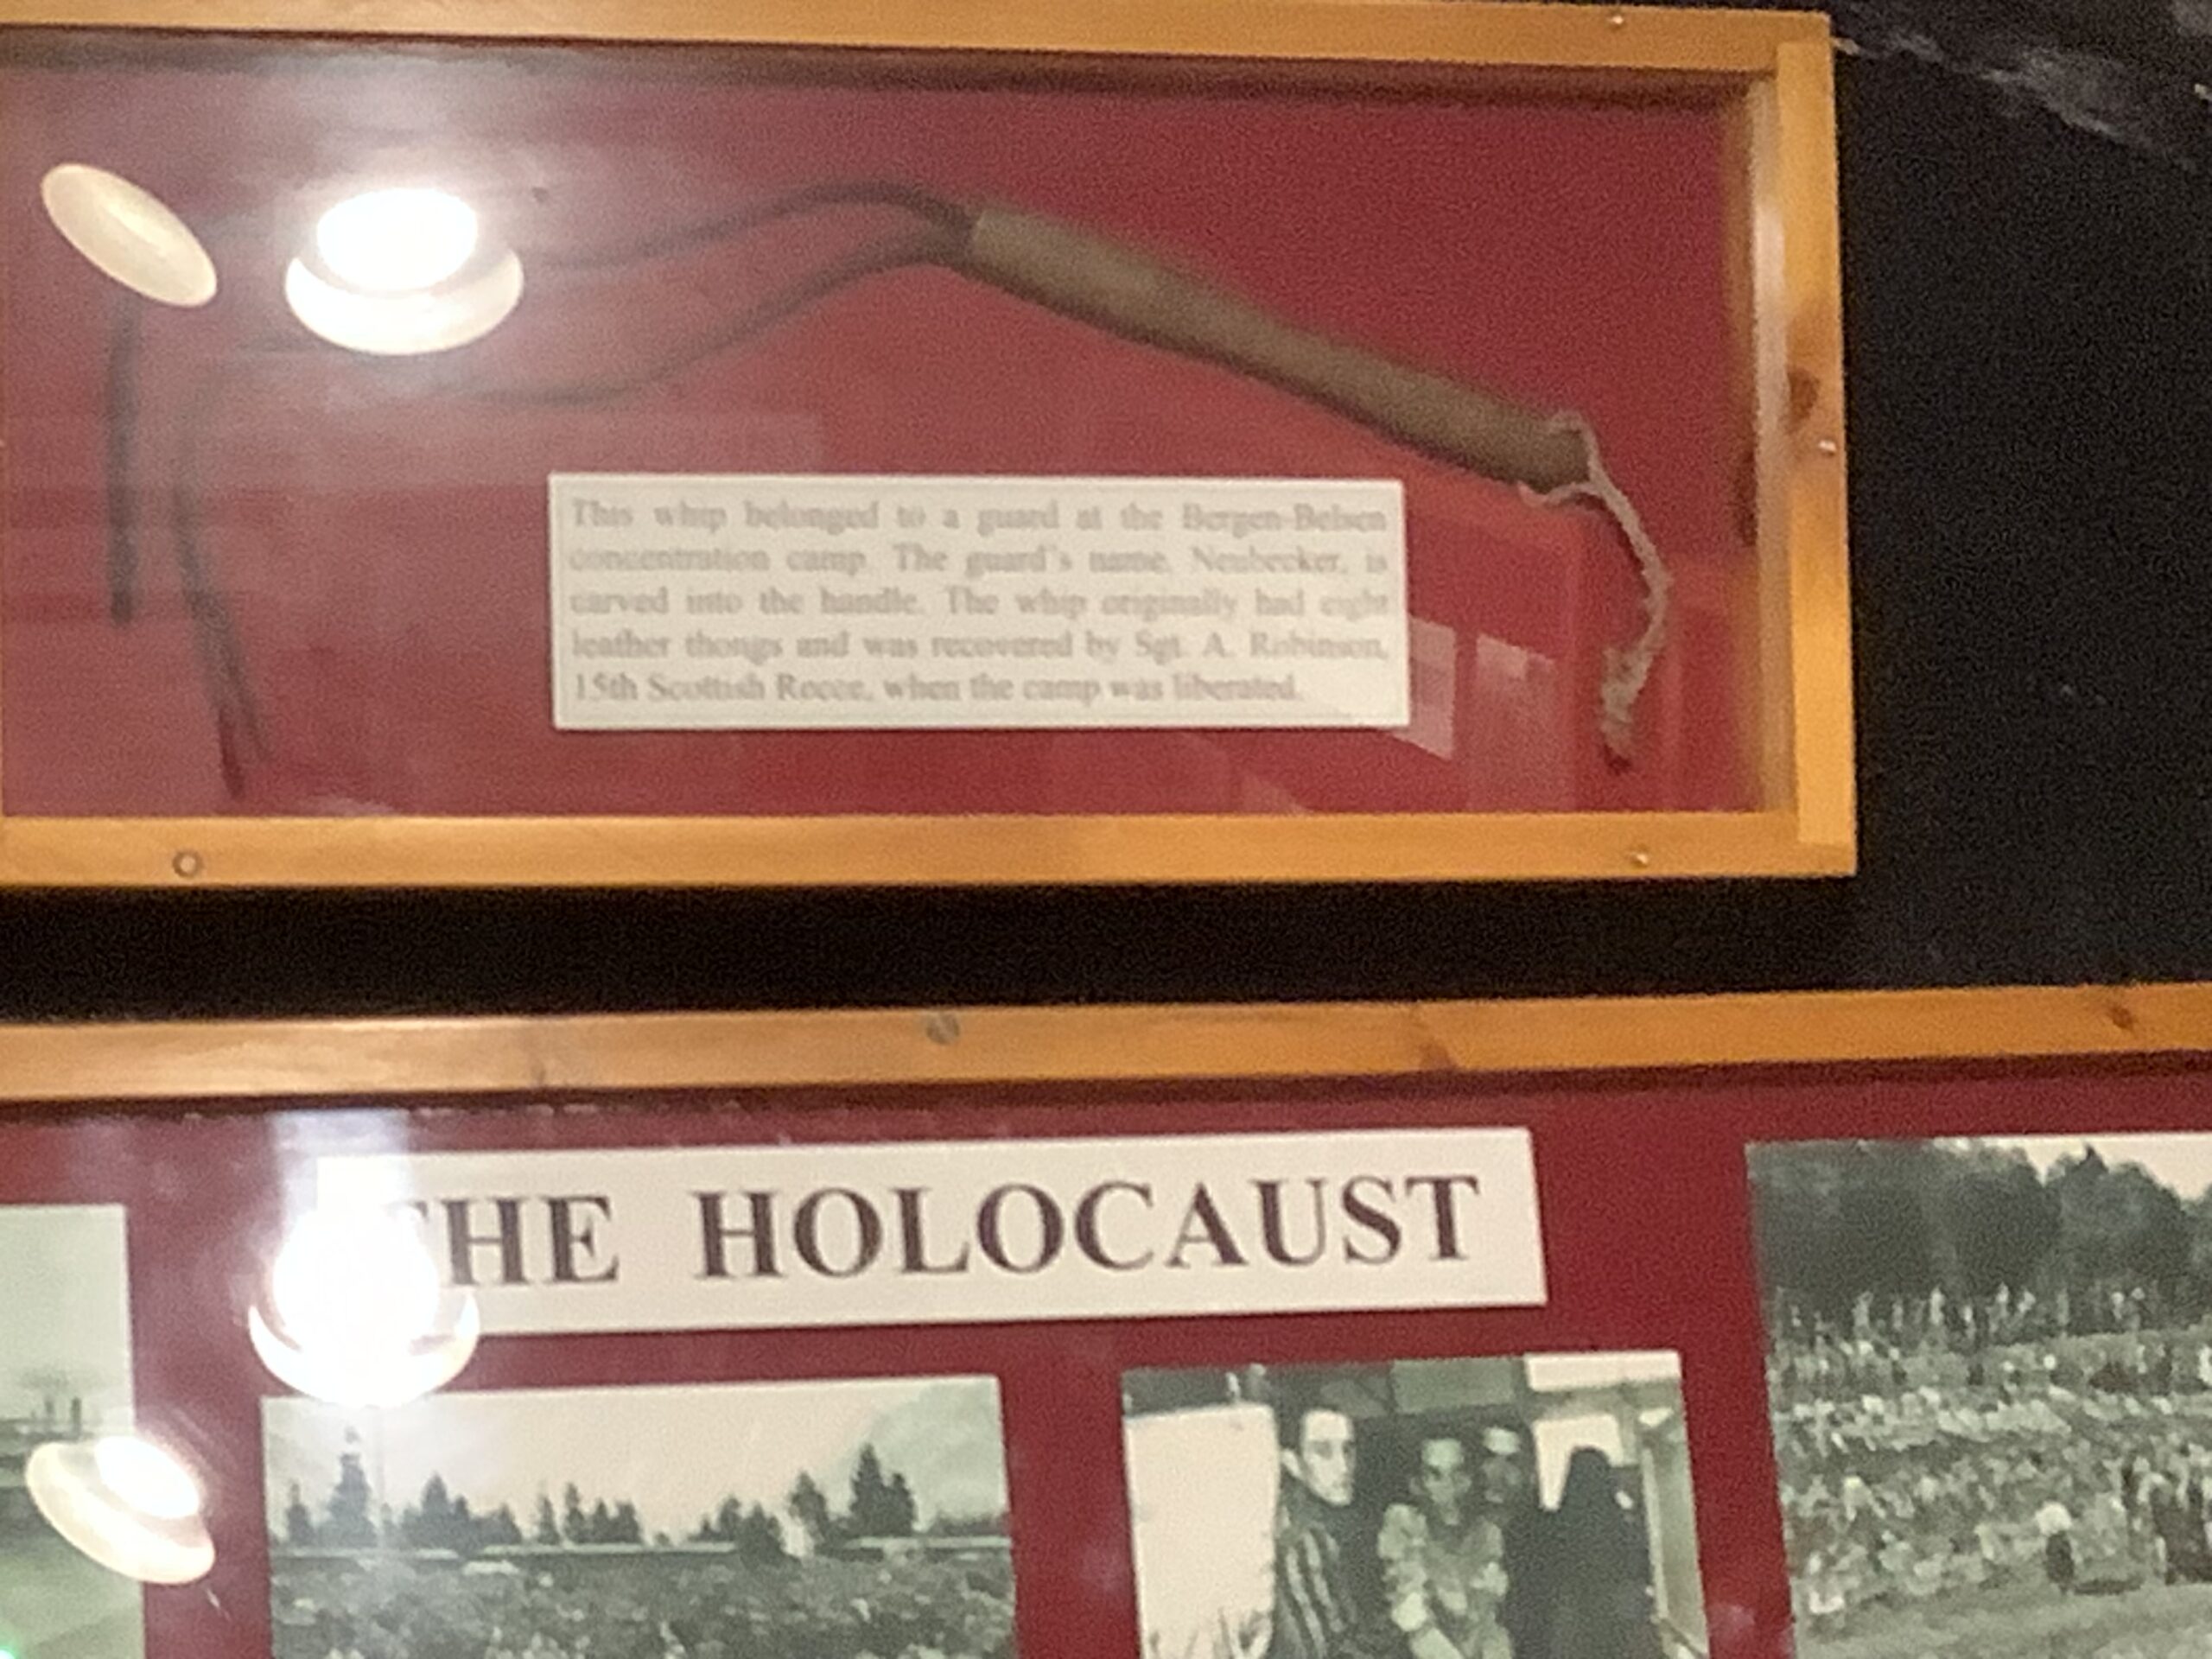 This whip belonged to a guard at the Bergen-Belsen
concentration camp. The guard's name, Neubecker, is
carved into the handle. The whip originally had eight
leather thongs and was recovered by Sgt. A. Robinson,
15th Scottish Recce, when the camp was liberated.
THE HOLOCAUST